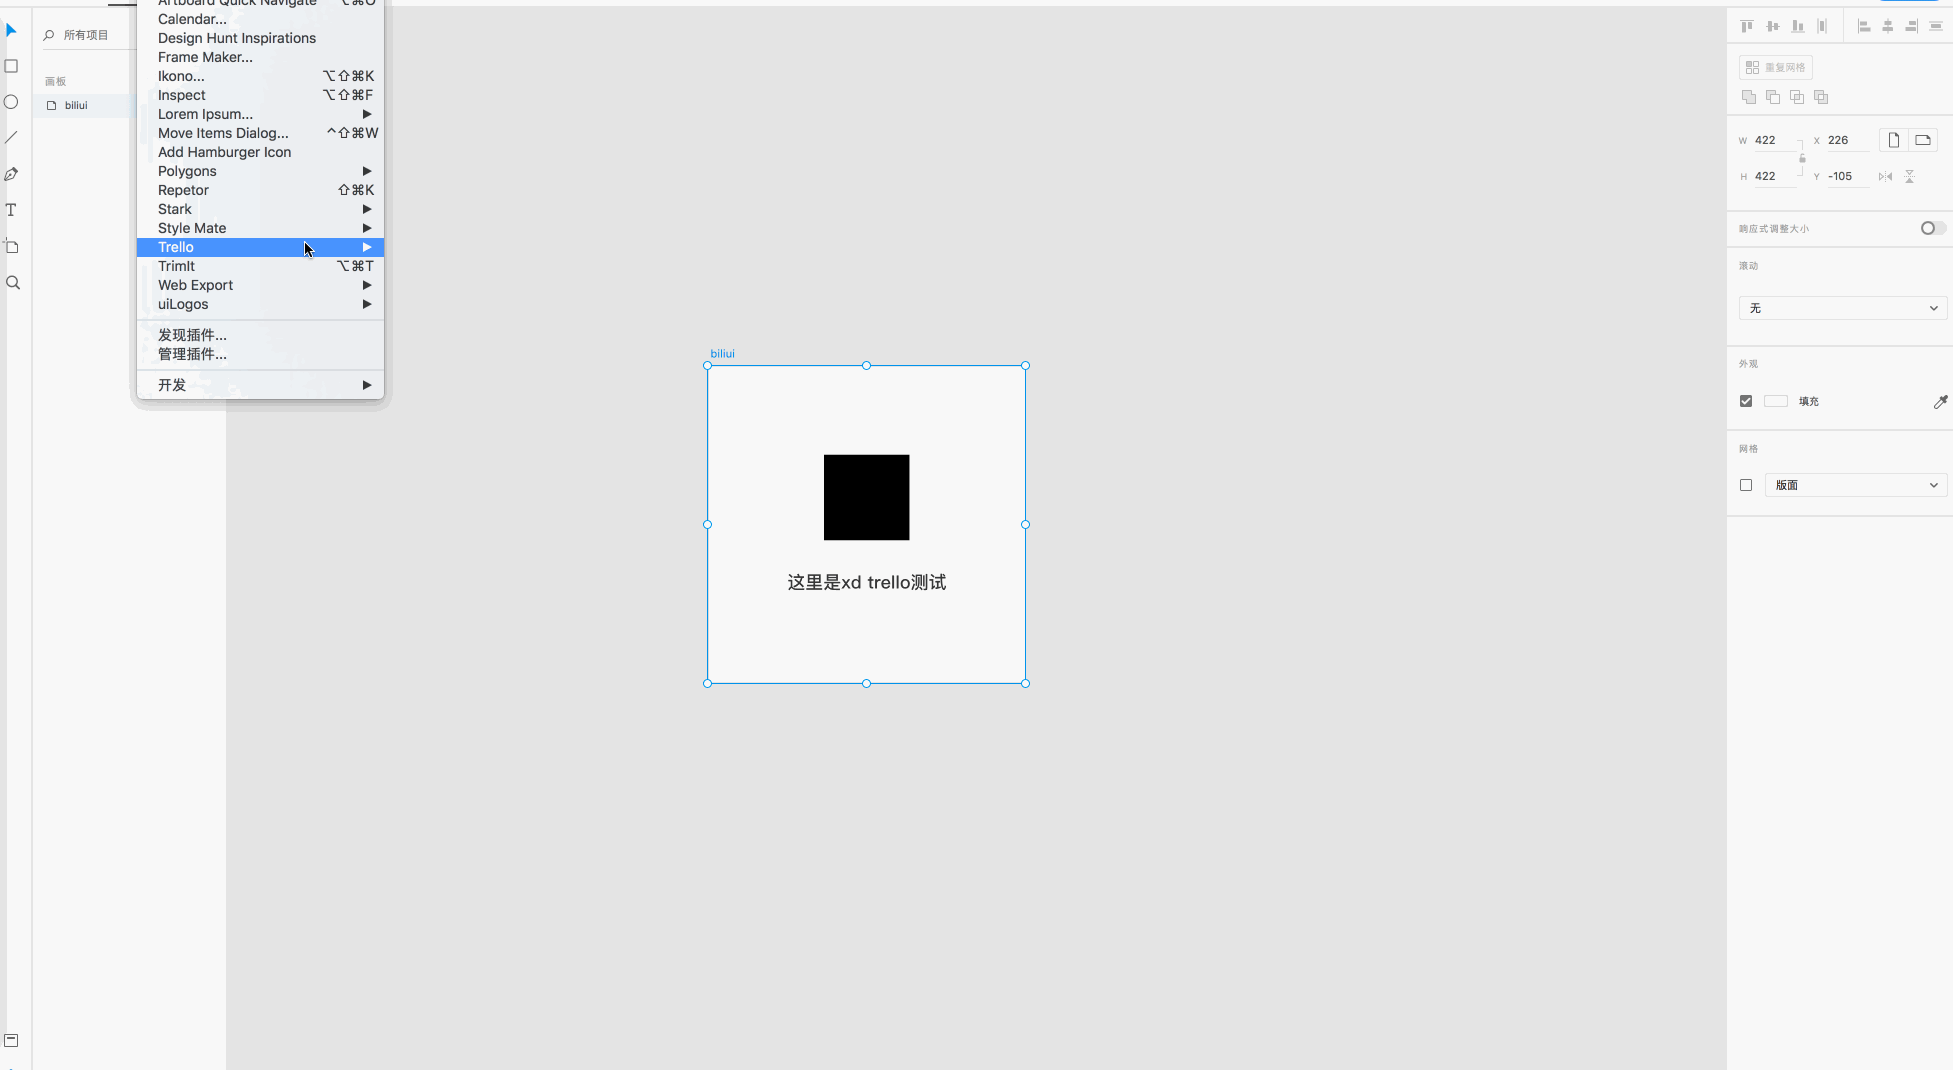 Artboard Quick Navigate ⌥⌘O
Calendar...
Design Hunt Inspirations
Frame Maker...
Ikono... ⌥⇧⌘K
Inspect ⌥⇧⌘F
Lorem Ipsum...
Move Items Dialog... ^⇧⌘W
Add Hamburger Icon
Polygons
Repetor ⇧⌘K
Stark
Style Mate
Trello
TrimIt ⌥⌘T
Web Export
uiLogos
发现插件...
管理插件...
开发
所有项目
画板
biliui
biliui
这里是xd trello测试
重复网格
W 422 X 226
H 422 Y -105
响应式调整大小
滚动
无
外观
填充
网格
版面